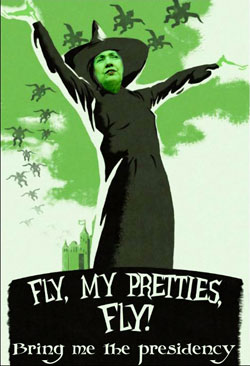 FLY, MY PRETTIES,
FLY!
Bring me the presidency